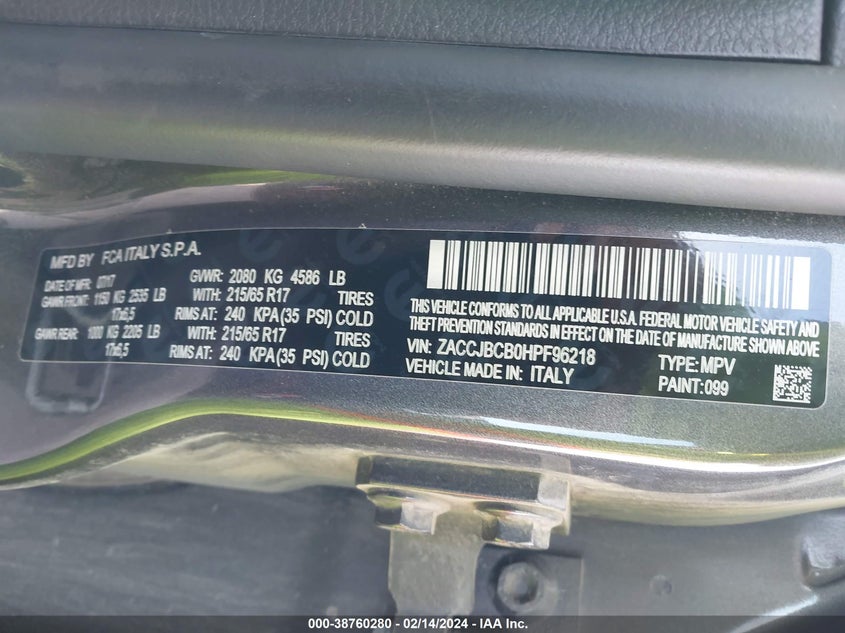 MFD BY FCA ITALY S.P.A.
DATE OF MFR 07/17 GVWR: 2080 KG 4586 LB
GAWR FRONT: 1150 KG 2535 LB WITH: 215/65 R17 TIRES
17x6,5 RIMS AT: 240 KPA (35 PSI) COLD
GAWR REAR: 1000 KG 2205 LB WITH: 215/65 R17 TIRES
17x6,5 RIMS AT: 240 KPA (35 PSI) COLD
THIS VEHICLE CONFORMS TO ALL APPLICABLE U.S.A. FEDERAL MOTOR VEHICLE SAFETY AND
THEFT PREVENTION STANDARDS IN EFFECT ON THE DATE OF MANUFACTURE SHOWN ABOVE.
VIN: ZACCJBCB0HPF96218 TYPE: MPV
VEHICLE MADE IN ITALY PAINT: 099
000-38760280 - 02/14/2024 - IAA Inc.